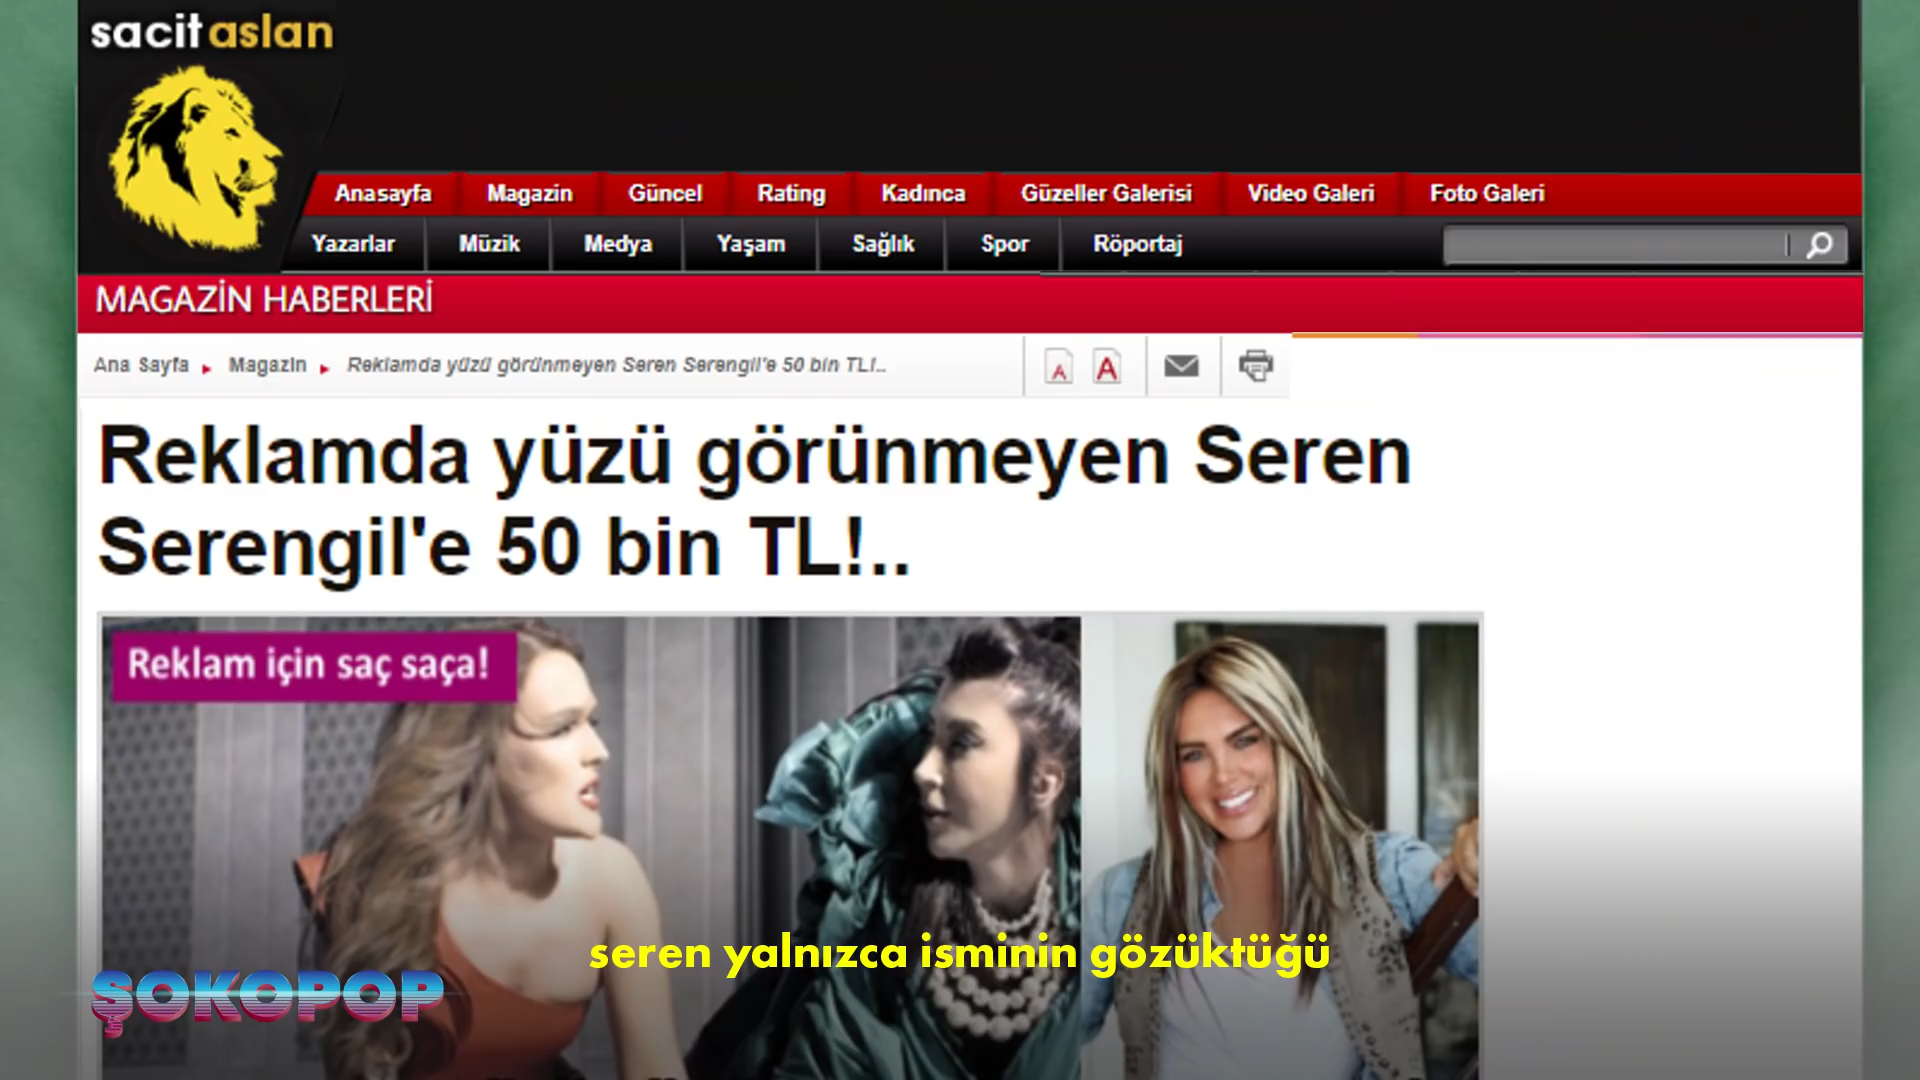 sacitaslan
Anasayfa Magazin Güncel Rating Kadınca Güzeller Galerisi Video Galeri Foto Galeri
Yazarlar Müzik Medya Yaşam Sağlık Spor Röportaj
MAGAZİN HABERLERİ
Ana Sayfa Magazin Reklamda yüzü görünmeyen Seren Serengil'e 50 bin TL!..
A A
Reklamda yüzü görünmeyen Seren
Serengil'e 50 bin TL!..
Reklam için saç saça!
seren yalnızca isminin gözüktüğü
ŞOKOPOP